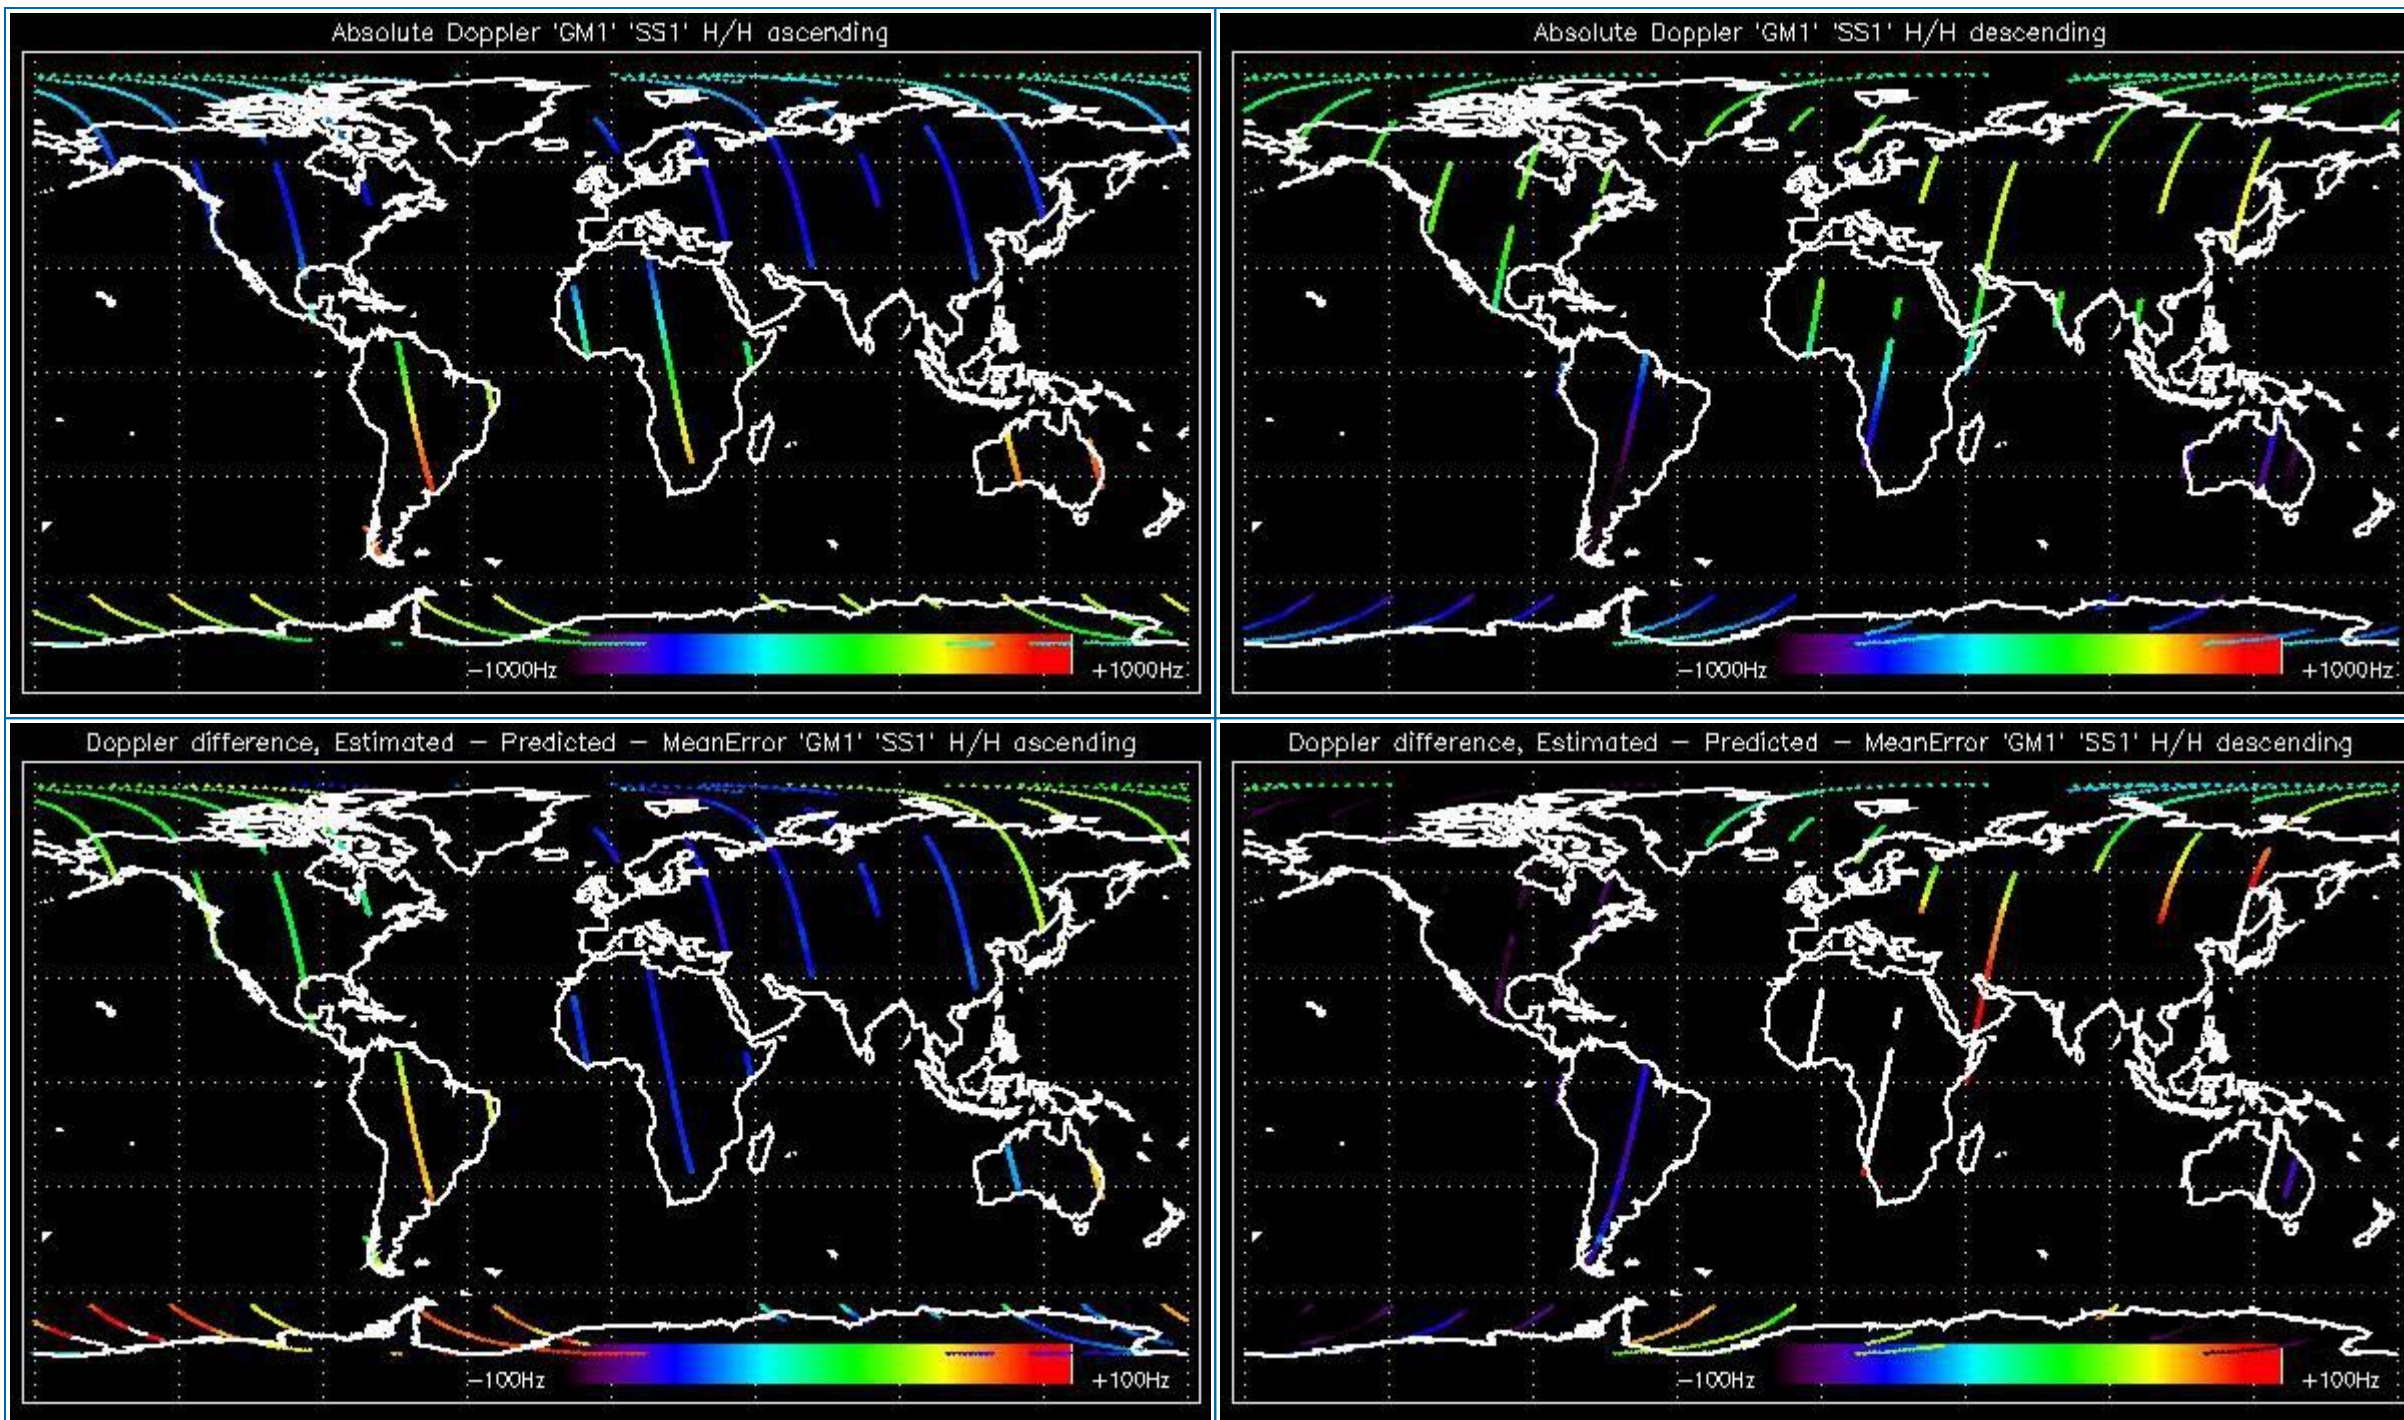 Absolute Doppler 'GM1' 'SS1' H/H ascending
−1000Hz
+1000Hz
Absolute Doppler 'GM1' 'SS1' H/H descending
−1000Hz
+1000Hz
Doppler difference, Estimated − Predicted − MeanError 'GM1' 'SS1' H/H ascending
−100Hz
+100Hz
Doppler difference, Estimated − Predicted − MeanError 'GM1' 'SS1' H/H descending
−100Hz
+100Hz